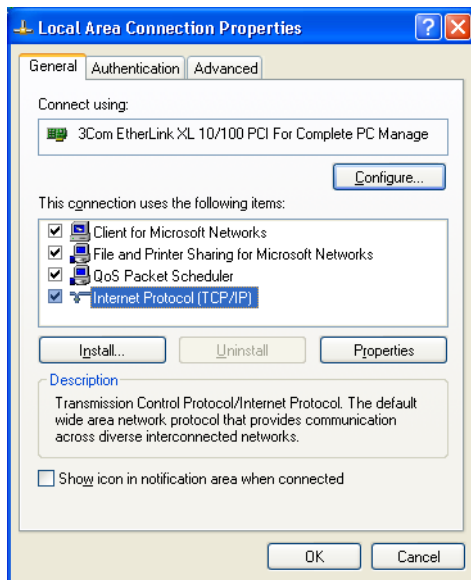 Local Area Connection Properties
General Authentication Advanced
Connect using:
3Com EtherLink XL 10/100 PCI For Complete PC Manage
Configure...
This connection uses the following items:
Client for Microsoft Networks
File and Printer Sharing for Microsoft Networks
QoS Packet Scheduler
Internet Protocol (TCP/IP)
Install... Uninstall Properties
Description
Transmission Control Protocol/Internet Protocol. The default
wide area network protocol that provides communication
across diverse interconnected networks.
Show icon in notification area when connected
OK Cancel